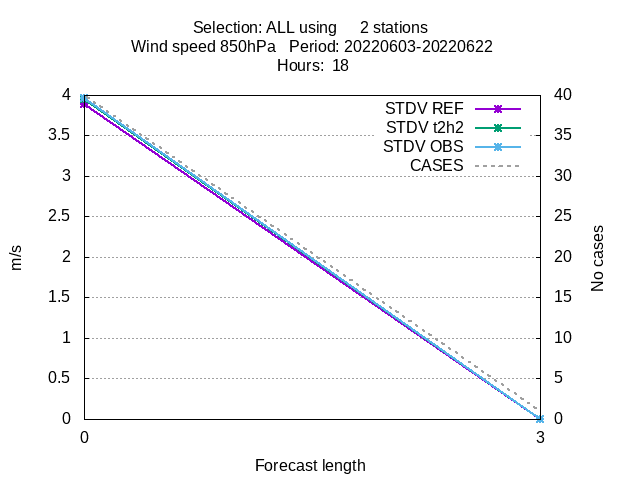 Selection: ALL using     2 stations
Wind speed 850hPa   Period: 20220603-20220622
Hours:  18
4
3.5
3
2.5
2
1.5
1
0.5
0
m/s
STDV REF
STDV t2h2
STDV OBS
CASES
40
35
30
25
20
15
10
5
0
No cases
0
3
Forecast length